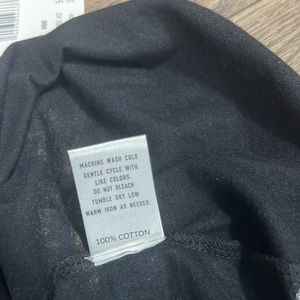 MACHINE WASH COLD
GENTLE CYCLE WITH
LIKE COLORS
DO NOT BLEACH
TUMBLE DRY LOW
WARM IRON AS NEEDED
100% COTTON